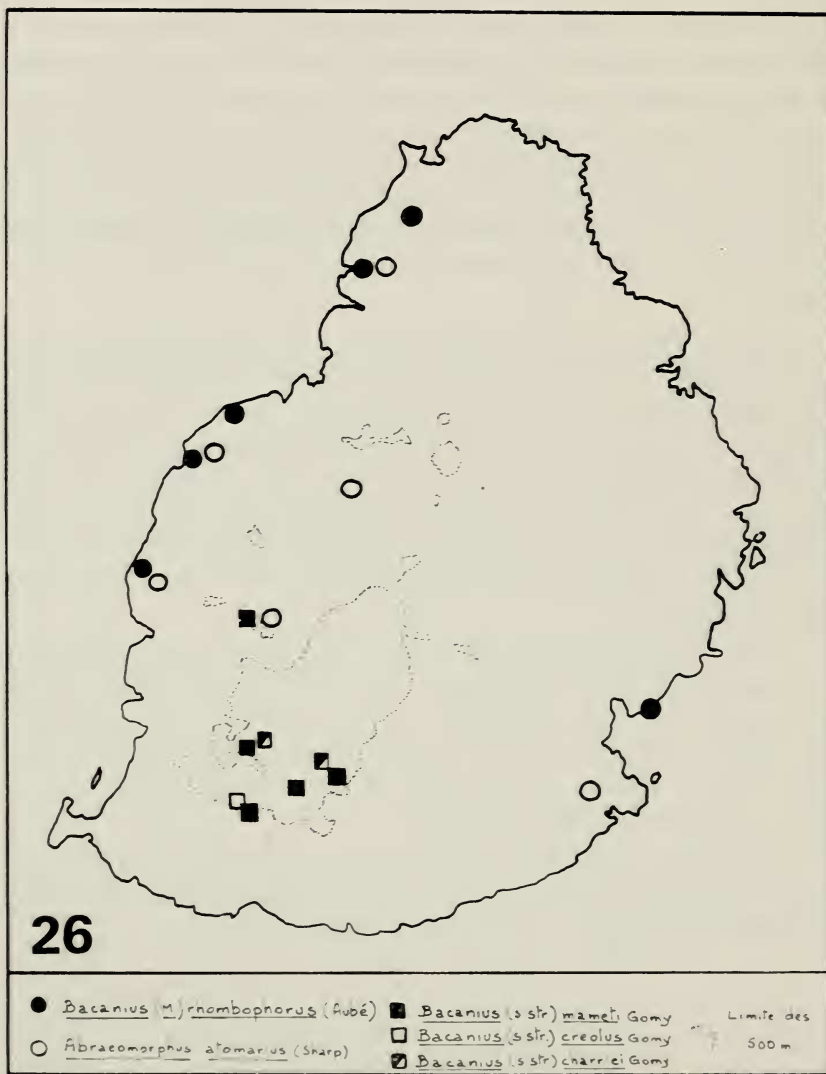 26
Bacanius (M) rhombophorus (Aubé)
Abraeomorphus atomarius (Sharp)
Bacanius (s str) mameti Gomy
Bacanius (s str.) creolus Gomy
Bacanius (s str) charriei Gomy
Limite des
500 m